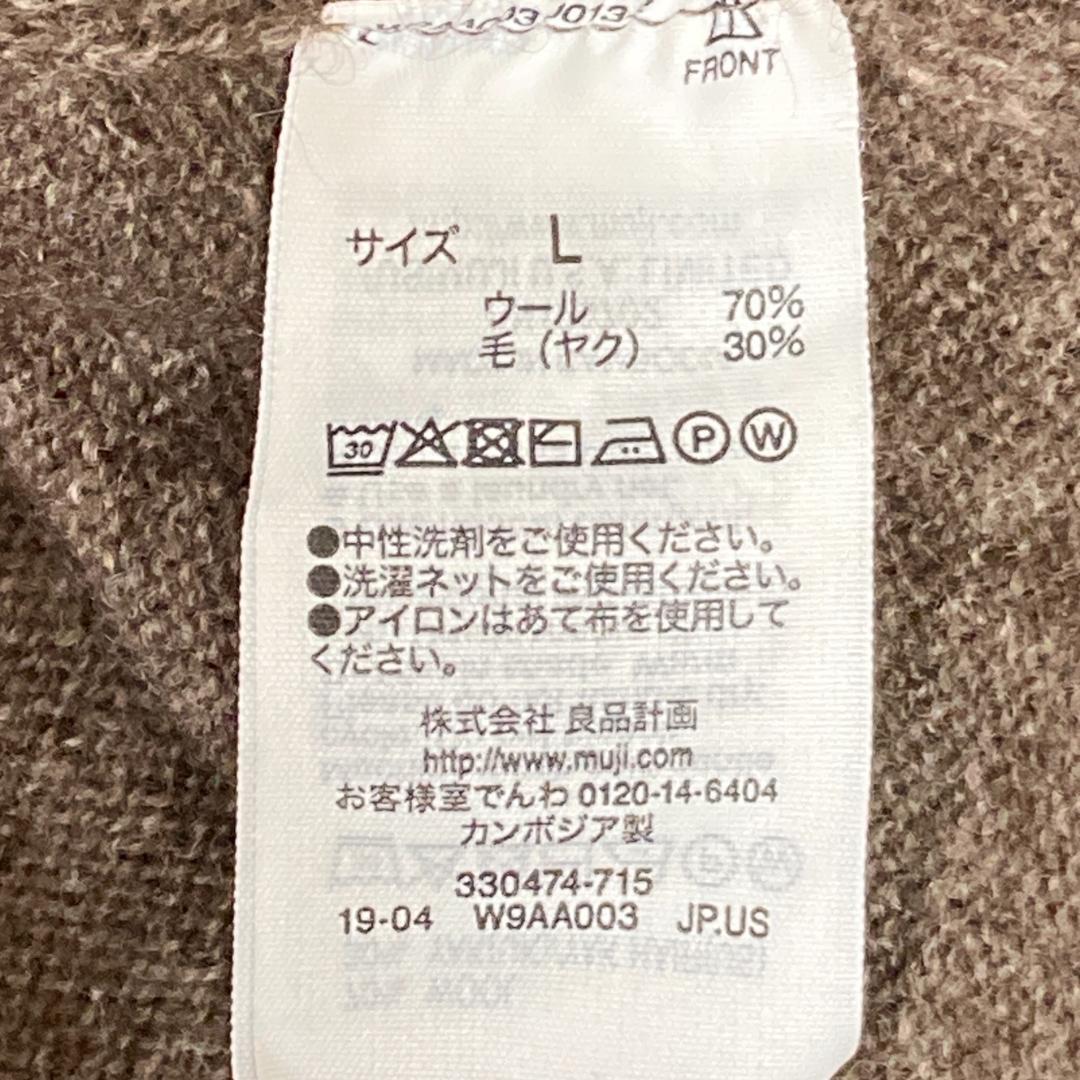 FRONT
サイズ L
ウール 70%
毛（ヤク） 30%
30
P W
●中性洗剤をご使用ください。
●洗濯ネットをご使用ください。
●アイロンはあて布を使用して
ください。
株式会社 良品計画
http://www.muji.com
お客様室でんわ 0120-14-6404
カンボジア製
330474-715
19-04 W9AA003 JP.US